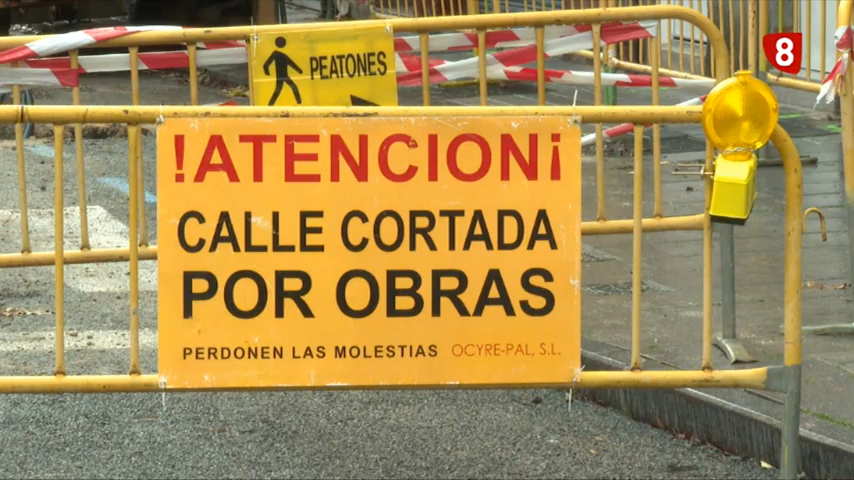 8
PEATONES
!ATENCION¡
CALLE CORTADA
POR OBRAS
PERDONEN LAS MOLESTIAS OCYRE-PAL, S.L.